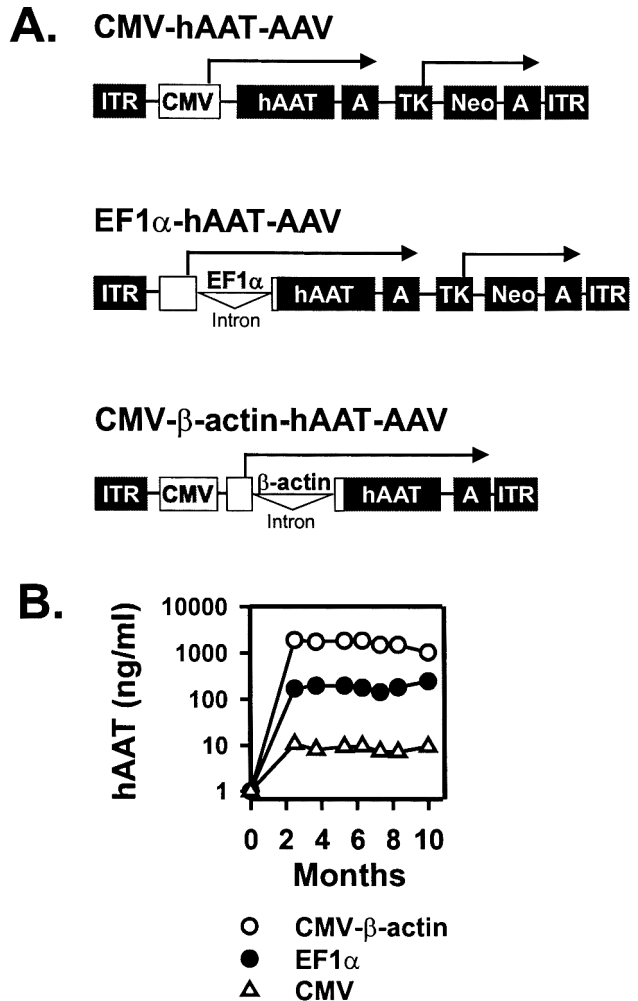 A.
CMV-hAAT-AAV
ITR CMV hAAT A TK Neo A ITR
EF1α-hAAT-AAV
ITR EF1α hAAT A TK Neo A ITR
Intron
CMV-β-actin-hAAT-AAV
ITR CMV β-actin hAAT A ITR
Intron
B.
hAAT (ng/ml)
10000
1000
100
10
1
0 2 4 6 8 10
Months
CMV-β-actin
EF1α
CMV